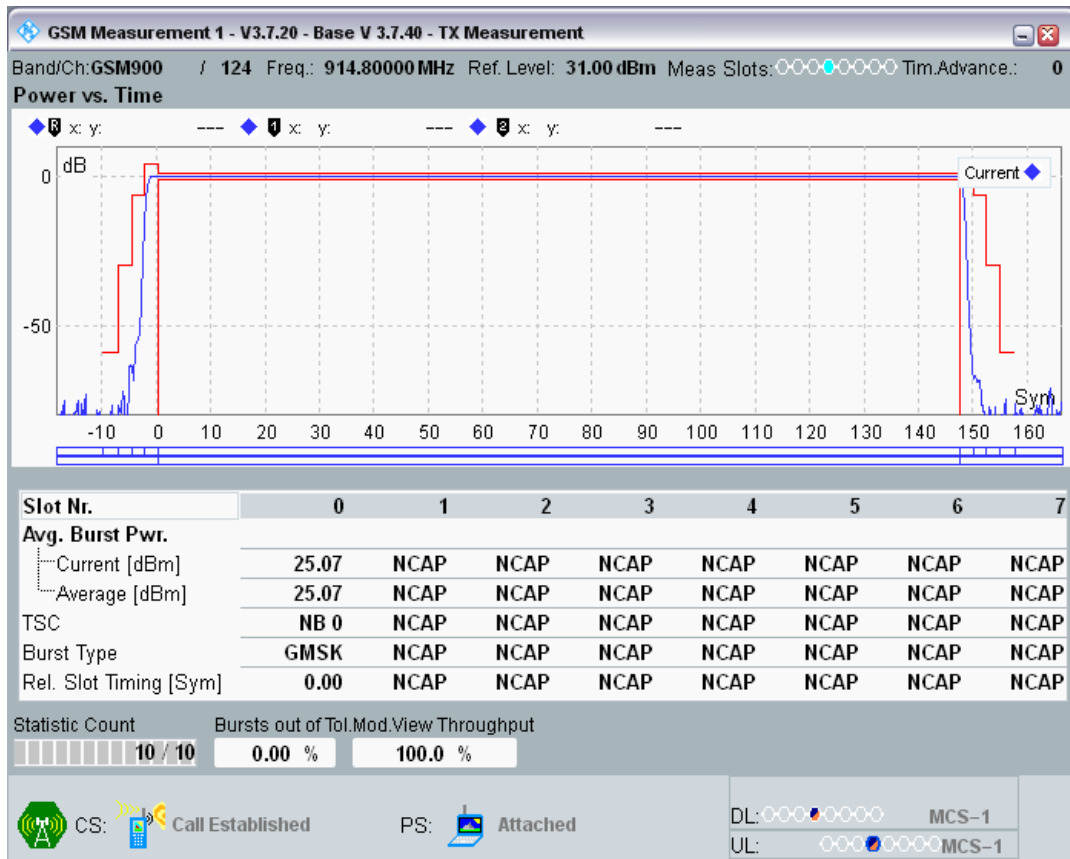 GSM Measurement 1 - V3.7.20 - Base V 3.7.40 - TX Measurement
Band/Ch:GSM900 / 124 Freq.: 914.80000 MHz Ref. Level: 31.00 dBm Meas Slots: Tim.Advance.: 0
Power vs. Time
R x: y: --- 1 x: y: --- 2 x: y: ---
dB
Current
0
-50
Sym
-10 0 10 20 30 40 50 60 70 80 90 100 110 120 130 140 150 160
Slot Nr. 0 1 2 3 4 5 6 7
Avg. Burst Pwr.
Current [dBm] 25.07 NCAP NCAP NCAP NCAP NCAP NCAP NCAP
Average [dBm] 25.07 NCAP NCAP NCAP NCAP NCAP NCAP NCAP
TSC NB 0 NCAP NCAP NCAP NCAP NCAP NCAP NCAP
Burst Type GMSK NCAP NCAP NCAP NCAP NCAP NCAP NCAP
Rel. Slot Timing [Sym] 0.00 NCAP NCAP NCAP NCAP NCAP NCAP NCAP
Statistic Count Bursts out of Tol. Mod.View Throughput
10 / 10 0.00 % 100.0 %
CS: Call Established PS: Attached DL: MCS-1
UL: MCS-1